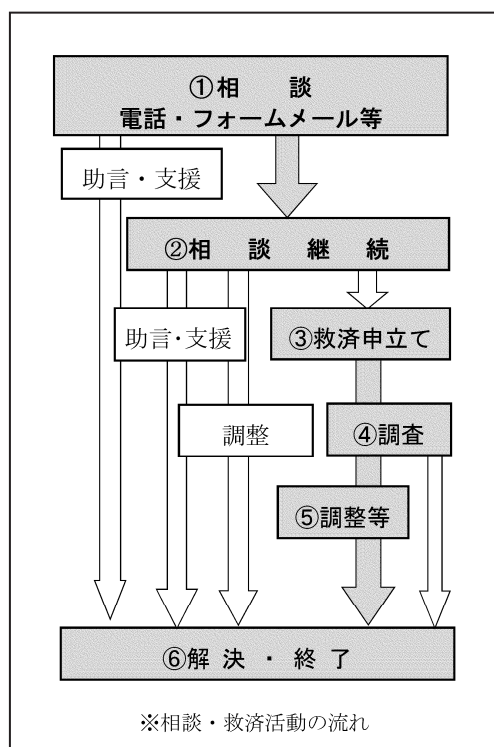 ①相　談
電話・フォームメール等
助言・支援
②相　談　継　続
助言・支援
③救済申立て
調整
④調査
⑤調整等
⑥解 決 ・ 終 了
※相談・救済活動の流れ